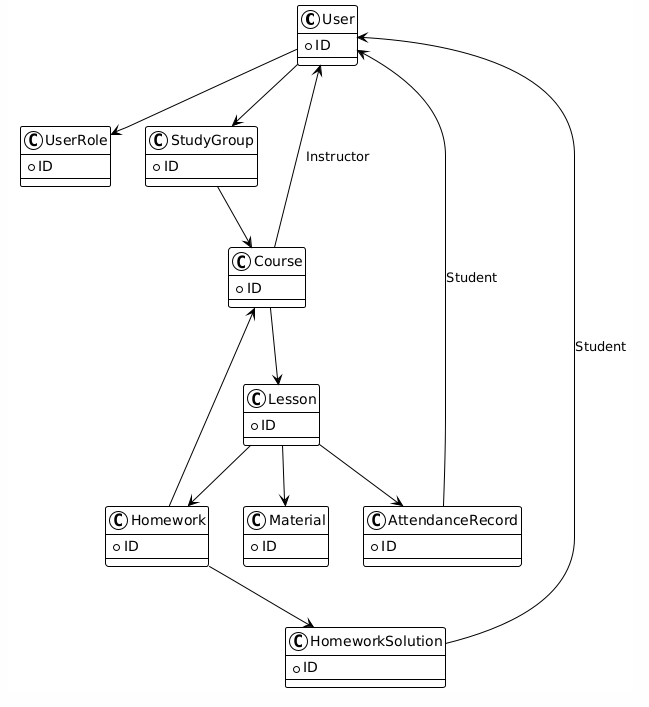 C User
ID
C UserRole
ID
C StudyGroup
ID
Instructor
C Course
ID
Student
Student
C Lesson
ID
C Homework
ID
C Material
ID
C AttendanceRecord
ID
C HomeworkSolution
ID